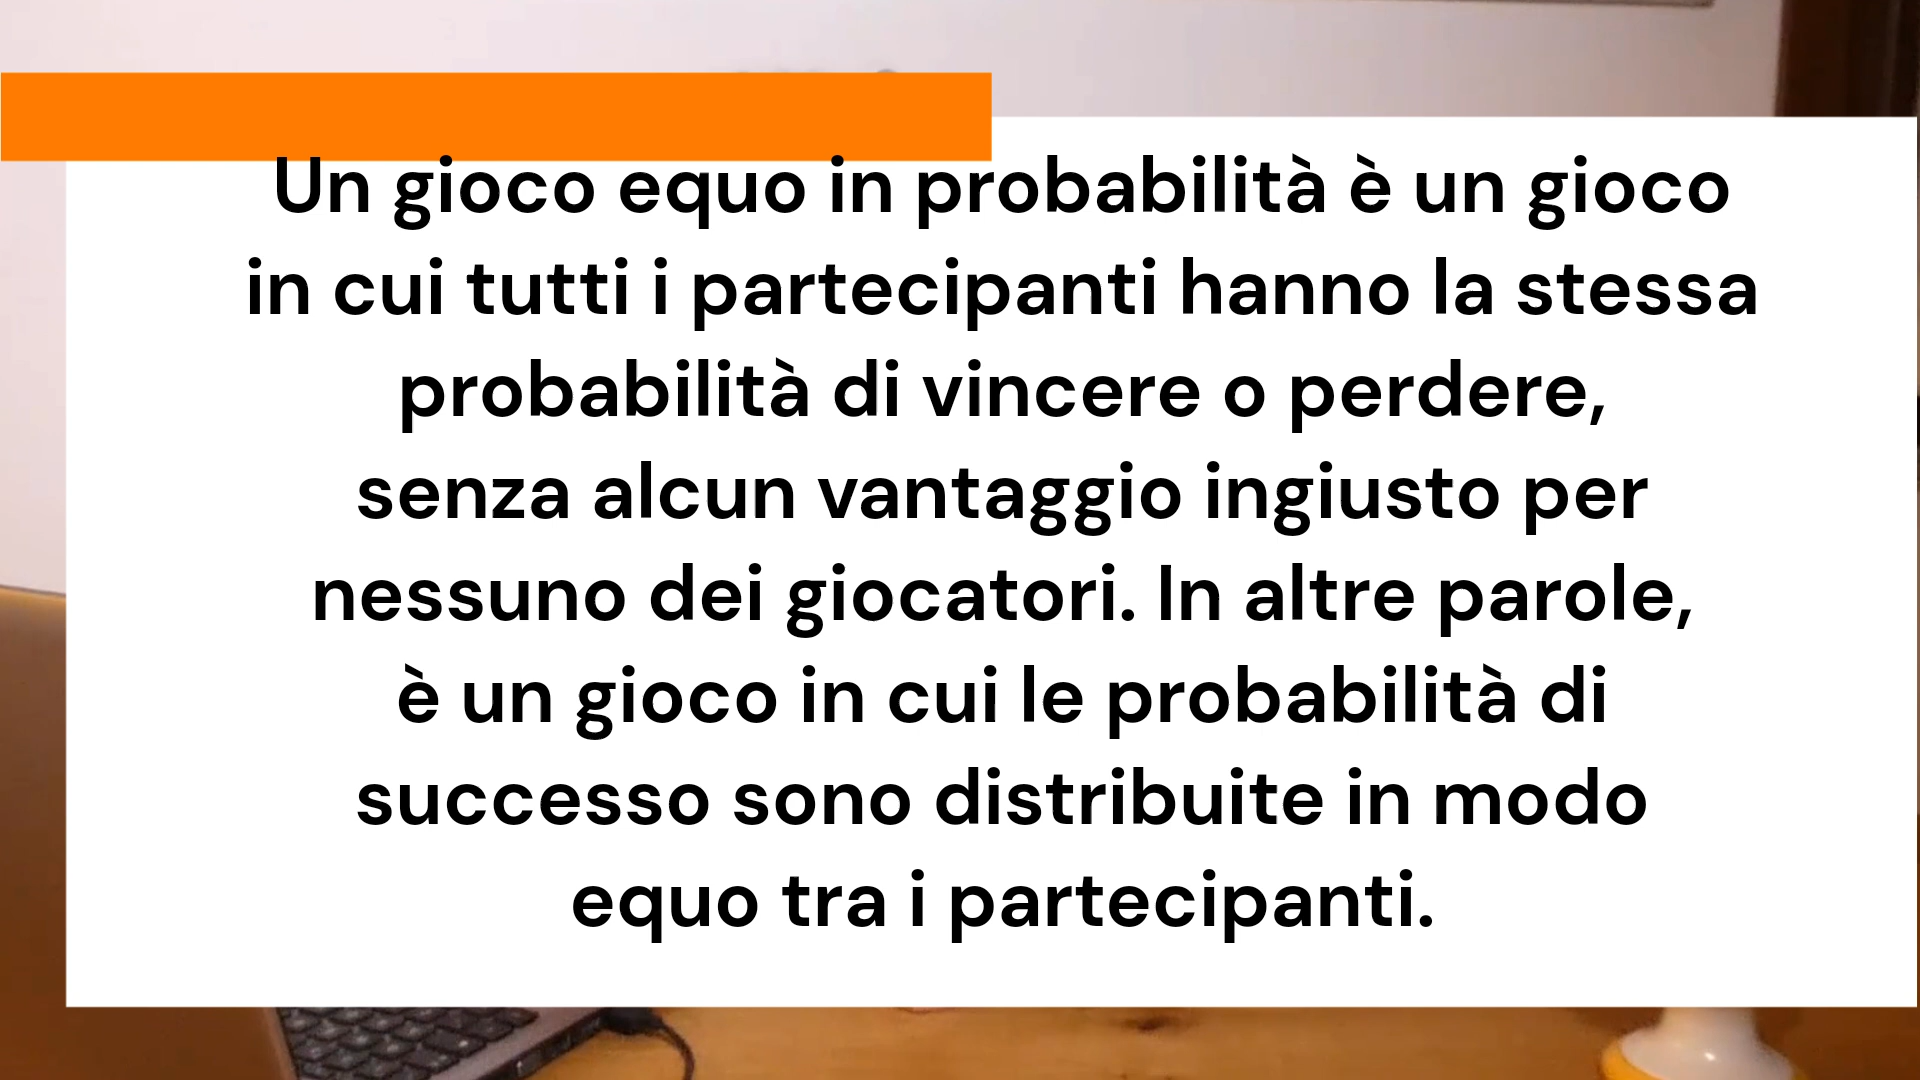 Un gioco equo in probabilità è un gioco
in cui tutti i partecipanti hanno la stessa
probabilità di vincere o perdere,
senza alcun vantaggio ingiusto per
nessuno dei giocatori. In altre parole,
è un gioco in cui le probabilità di
successo sono distribuite in modo
equo tra i partecipanti.